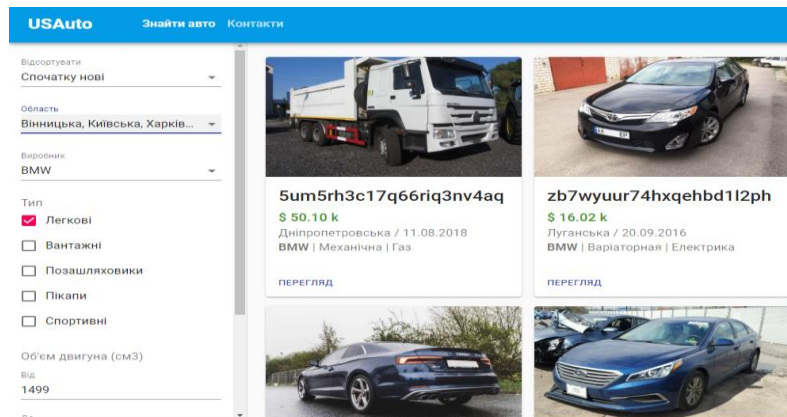 USAuto
Знайти авто Контакти
Відсортувати
Спочатку нові
Область
Вінницька, Київська, Харків...
Виробник
BMW
Тип
Легкові
Вантажні
Позашляховики
Пікапи
Спортивні
Об'єм двигуна (см3)
Від
1499
5um5rh3c17q66riq3nv4aq
$ 50.10 k
Дніпропетровська / 11.08.2018
BMW | Механічна | Газ
ПЕРЕГЛЯД
zb7wyuur74hxqehbd1l2ph
$ 16.02 k
Луганська / 20.09.2016
BMW | Варіаторная | Електрика
ПЕРЕГЛЯД